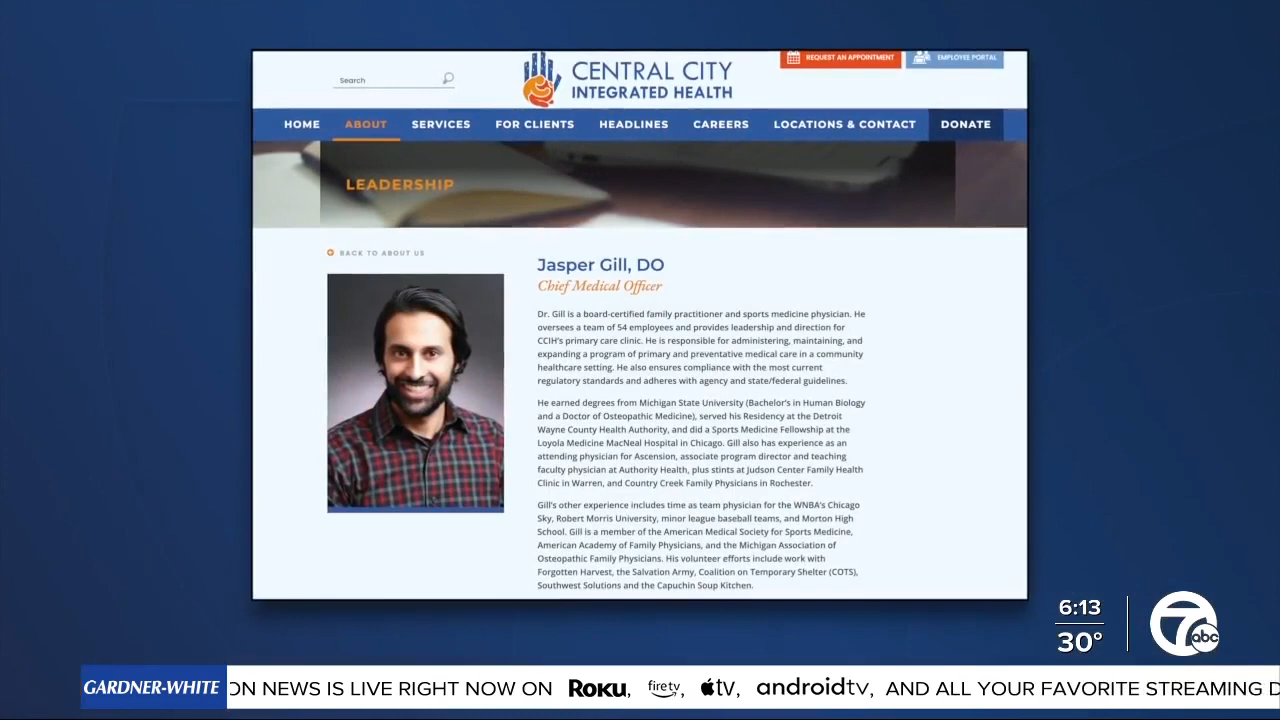 Search
CENTRAL CITY
INTEGRATED HEALTH
REQUEST AN APPOINTMENT
EMPLOYEE PORTAL
HOME ABOUT SERVICES FOR CLIENTS HEADLINES CAREERS LOCATIONS & CONTACT DONATE
LEADERSHIP
BACK TO ABOUT US
Jasper Gill, DO
Chief Medical Officer
Dr. Gill is a board-certified family practitioner and sports medicine physician. He
oversees a team of 54 employees and provides leadership and direction for
CCIH's primary care clinic. He is responsible for administering, maintaining, and
expanding a program of primary and preventative medical care in a community
healthcare setting. He also ensures compliance with the most current
regulatory standards and adheres with agency and state/federal guidelines.
He earned degrees from Michigan State University (Bachelor's in Human Biology
and a Doctor of Osteopathic Medicine), served his Residency at the Detroit
Wayne County Health Authority, and did a Sports Medicine Fellowship at the
Loyola Medicine MacNeal Hospital in Chicago. Gill also has experience as an
attending physician for Ascension, associate program director and teaching
faculty physician at Authority Health, plus stints at Judson Center Family Health
Clinic in Warren, and Country Creek Family Physicians in Rochester.
Gill's other experience includes time as team physician for the WNBA's Chicago
Sky, Robert Morris University, minor league baseball teams, and Morton High
School. Gill is a member of the American Medical Society for Sports Medicine,
American Academy of Family Physicians, and the Michigan Association of
Osteopathic Family Physicians. His volunteer efforts include work with
Forgotten Harvest, the Salvation Army, Coalition on Temporary Shelter (COTS),
Southwest Solutions and the Capuchin Soup Kitchen.
6:13
30°
7 abc
GARDNER-WHITE
ON NEWS IS LIVE RIGHT NOW ON Roku, fire tv, tv, androidtv, AND ALL YOUR FAVORITE STREAMING D